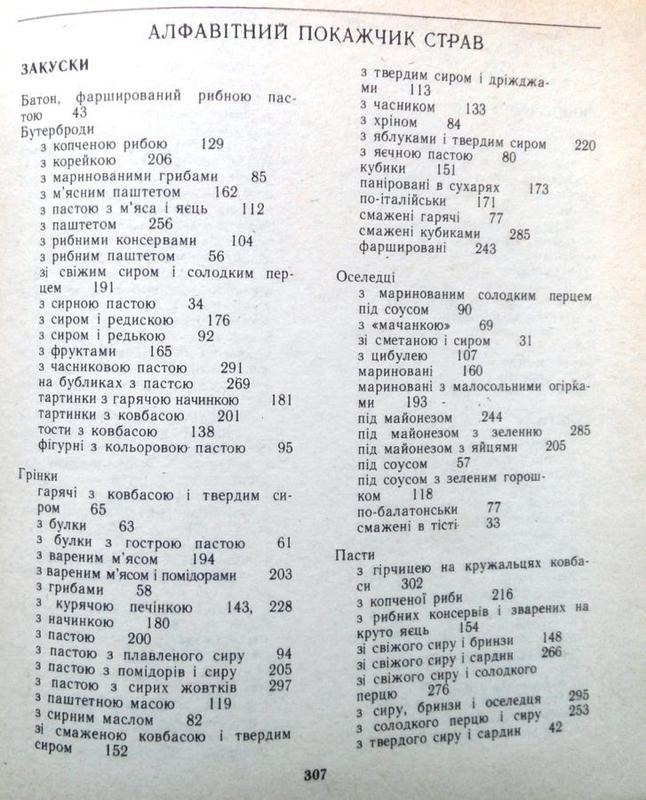 АЛФАВІТНИЙ ПОКАЖЧИК СТРАВ
ЗАКУСКИ
Батон, фарширований рибною пас-
тою 43
Бутерброди
з копченою рибою 129
з корейкою 206
з маринованими грибами 85
з м'ясним паштетом 162
з пастою з м'яса і яєць 112
з паштетом 256
з рибними консервами 104
з рибним паштетом 56
зі свіжим сиром і солодким пер-
цем 191
з сирною пастою 34
з сиром і редискою 176
з сиром і редькою 92
з фруктами 165
з часниковою пастою 291
на бубликах з пастою 269
тартинки з гарячою начинкою 181
тартинки з ковбасою 201
тости з ковбасою 138
фігурні з кольоровою пастою 95
Грінки
гарячі з ковбасою і твердим си-
ром 65
з булки 63
з булки з гострою пастою 61
з вареним м'ясом 194
з вареним м'ясом і помідорами 203
з грибами 58
з курячою печінкою 143, 228
з начинкою 180
з пастою 200
з пастою з плавленого сиру 94
з пастою з помідорів і сиру 205
з пастою з сирих жовтків 297
з паштетною масою 119
з сирним маслом 82
зі смаженою ковбасою і твердим
сиром 152
з твердим сиром і дріжджа-
ми 113
з часником 133
з хріном 84
з яблуками і твердим сиром 220
з яєчною пастою 80
кубики 151
паніровані в сухарях 173
по-італійськи 171
смажені гарячі 77
смажені кубиками 285
фаршировані 243
Оселедці
з маринованим солодким перцем
під соусом 90
з «мачанкою» 69
зі сметаною і сиром 31
з цибулею 107
мариновані 160
мариновані з малосольними огірка-
ми 193
під майонезом 244
під майонезом з зеленню 285
під майонезом з яйцями 205
під соусом 57
під соусом з зеленим горош-
ком 118
по-балатонськи 77
смажені в тісті 33
Пасти
з гірчицею на кружальцях ковба-
си 302
з копченої риби 216
з рибних консервів і зварених на
круто яєць 154
зі свіжого сиру і бринзи 148
зі свіжого сиру і сардин 266
зі свіжого сиру і солодкого
перцю 276
з сиру, бринзи і оселедця 295
з солодкого перцю і сиру 253
з твердого сиру і сардин 42
307